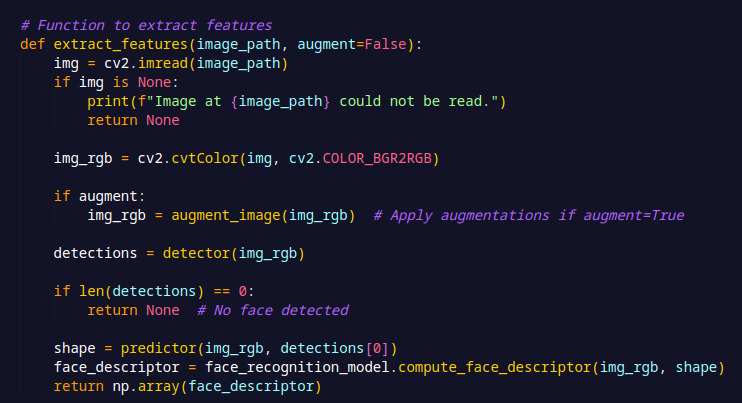 # Function to extract features
def extract_features(image_path, augment=False):
    img = cv2.imread(image_path)
    if img is None:
        print(f"Image at {image_path} could not be read.")
        return None
    img_rgb = cv2.cvtColor(img, cv2.COLOR_BGR2RGB)
    if augment:
        img_rgb = augment_image(img_rgb)  # Apply augmentations if augment=True
    detections = detector(img_rgb)
    if len(detections) == 0:
        return None  # No face detected
    shape = predictor(img_rgb, detections[0])
    face_descriptor = face_recognition_model.compute_face_descriptor(img_rgb, shape)
    return np.array(face_descriptor)